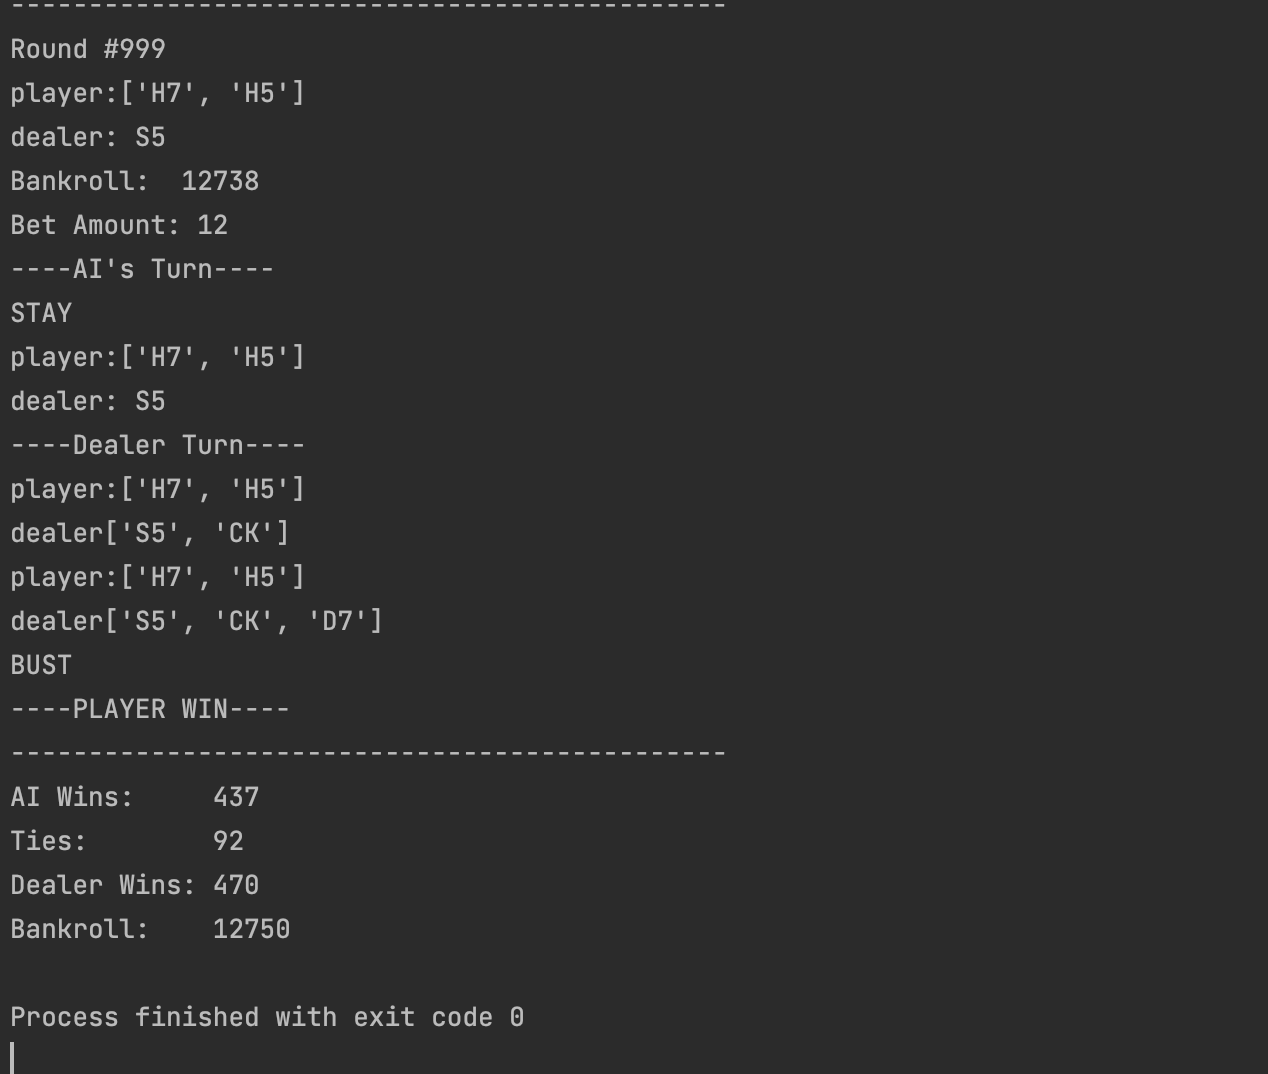 ----------------------------------------------
Round #999
player:['H7', 'H5']
dealer: S5
Bankroll:  12738
Bet Amount: 12
----AI's Turn----
STAY
player:['H7', 'H5']
dealer: S5
----Dealer Turn----
player:['H7', 'H5']
dealer['S5', 'CK']
player:['H7', 'H5']
dealer['S5', 'CK', 'D7']
BUST
----PLAYER WIN----
----------------------------------------------
AI Wins:     437
Ties:        92
Dealer Wins: 470
Bankroll:    12750

Process finished with exit code 0